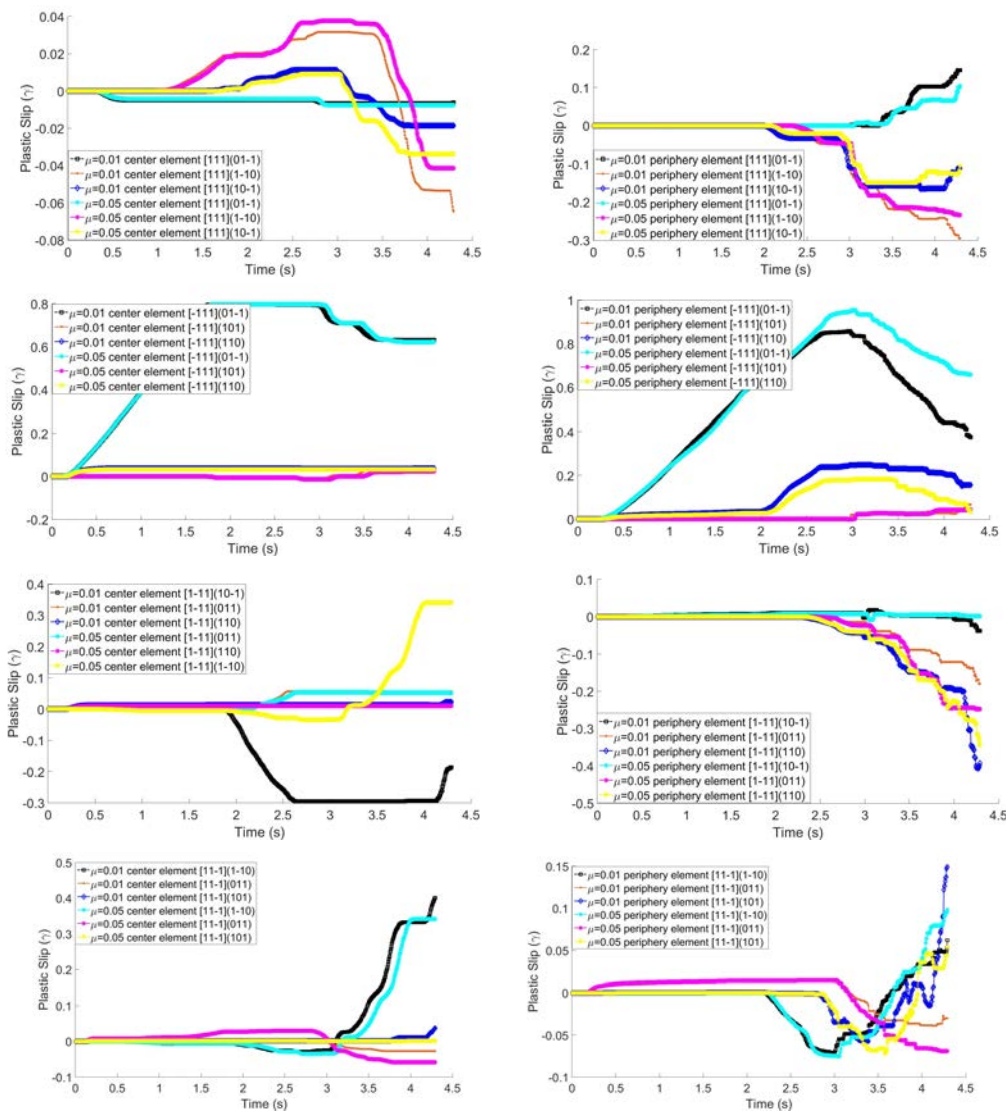 0.04
0.02
0
-0.02
-0.04
-0.06
-0.08
Plastic Slip (γ)
μ=0.01 center element [111](01-1)
μ=0.01 center element [111](1-10)
μ=0.01 center element [111](10-1)
μ=0.05 center element [111](01-1)
μ=0.05 center element [111](1-10)
μ=0.05 center element [111](10-1)
0 0.5 1 1.5 2 2.5 3 3.5 4 4.5
Time (s)
0.2
0.1
0
-0.1
-0.2
-0.3
Plastic Slip (γ)
μ=0.01 periphery element [111](01-1)
μ=0.01 periphery element [111](1-10)
μ=0.01 periphery element [111](10-1)
μ=0.05 periphery element [111](01-1)
μ=0.05 periphery element [111](1-10)
μ=0.05 periphery element [111](10-1)
0 0.5 1 1.5 2 2.5 3 3.5 4 4.5
Time (s)
0.8
0.6
0.4
0.2
0
-0.2
Plastic Slip (γ)
μ=0.01 center element [-111](01-1)
μ=0.01 center element [-111](101)
μ=0.01 center element [-111](110)
μ=0.05 center element [-111](01-1)
μ=0.05 center element [-111](101)
μ=0.05 center element [-111](110)
0 0.5 1 1.5 2 2.5 3 3.5 4 4.5
Time (s)
1
0.8
0.6
0.4
0.2
0
Plastic Slip (γ)
μ=0.01 periphery element [-111](01-1)
μ=0.01 periphery element [-111](101)
μ=0.01 periphery element [-111](110)
μ=0.05 periphery element [-111](01-1)
μ=0.05 periphery element [-111](101)
μ=0.05 periphery element [-111](110)
0 0.5 1 1.5 2 2.5 3 3.5 4 4.5
Time (s)
0.4
0.3
0.2
0.1
0
-0.1
-0.2
-0.3
Plastic Slip (γ)
μ=0.01 center element [1-11](10-1)
μ=0.01 center element [1-11](011)
μ=0.01 center element [1-11](110)
μ=0.05 center element [1-11](011)
μ=0.05 center element [1-11](110)
μ=0.05 center element [1-11](1-10)
0 0.5 1 1.5 2 2.5 3 3.5 4 4.5
Time (s)
0.1
0
-0.1
-0.2
-0.3
-0.4
-0.5
Plastic Slip (γ)
μ=0.01 periphery element [1-11](10-1)
μ=0.01 periphery element [1-11](011)
μ=0.01 periphery element [1-11](110)
μ=0.05 periphery element [1-11](10-1)
μ=0.05 periphery element [1-11](011)
μ=0.05 periphery element [1-11](110)
0 0.5 1 1.5 2 2.5 3 3.5 4 4.5
Time (s)
0.5
0.4
0.3
0.2
0.1
0
-0.1
Plastic Slip (γ)
μ=0.01 center element [11-1](1-10)
μ=0.01 center element [11-1](011)
μ=0.01 center element [11-1](101)
μ=0.05 center element [11-1](1-10)
μ=0.05 center element [11-1](011)
μ=0.05 center element [11-1](101)
0 0.5 1 1.5 2 2.5 3 3.5 4 4.5
Time (s)
0.15
0.1
0.05
0
-0.05
-0.1
Plastic Slip (γ)
μ=0.01 periphery element [11-1](1-10)
μ=0.01 periphery element [11-1](011)
μ=0.01 periphery element [11-1](101)
μ=0.05 periphery element [11-1](1-10)
μ=0.05 periphery element [11-1](011)
μ=0.05 periphery element [11-1](101)
0 0.5 1 1.5 2 2.5 3 3.5 4 4.5
Time (s)